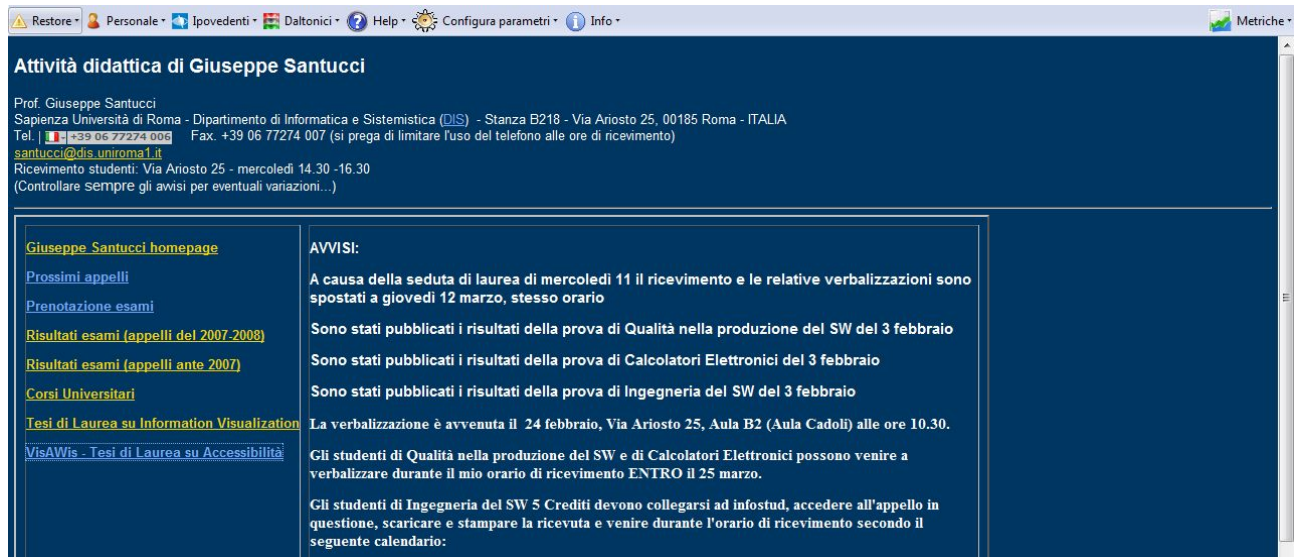 Restore Personale Ipovedenti Daltonici Help Configura parametri Info Metriche
Attività didattica di Giuseppe Santucci
Prof. Giuseppe Santucci
Sapienza Università di Roma - Dipartimento di Informatica e Sistemistica (DIS) - Stanza B218 - Via Ariosto 25, 00185 Roma - ITALIA
Tel. | +39 06 77274 006 Fax. +39 06 77274 007 (si prega di limitare l'uso del telefono alle ore di ricevimento)
santucci@dis.uniroma1.it
Ricevimento studenti: Via Ariosto 25 - mercoledì 14.30 -16.30
(Controllare sempre gli avvisi per eventuali variazioni...)
Giuseppe Santucci homepage
Prossimi appelli
Prenotazione esami
Risultati esami (appelli del 2007-2008)
Risultati esami (appelli ante 2007)
Corsi Universitari
Tesi di Laurea su Information Visualization
VisAWis - Tesi di Laurea su Accessibilità
AVVISI:
A causa della seduta di laurea di mercoledì 11 il ricevimento e le relative verbalizzazioni sono
spostati a giovedì 12 marzo, stesso orario
Sono stati pubblicati i risultati della prova di Qualità nella produzione del SW del 3 febbraio
Sono stati pubblicati i risultati della prova di Calcolatori Elettronici del 3 febbraio
Sono stati pubblicati i risultati della prova di Ingegneria del SW del 3 febbraio
La verbalizzazione è avvenuta il 24 febbraio, Via Ariosto 25, Aula B2 (Aula Cadoli) alle ore 10.30.
Gli studenti di Qualità nella produzione del SW e di Calcolatori Elettronici possono venire a
verbalizzare durante il mio orario di ricevimento ENTRO il 25 marzo.
Gli studenti di Ingegneria del SW 5 Crediti devono collegarsi ad infostud, accedere all'appello in
questione, scaricare e stampare la ricevuta e venire durante l'orario di ricevimento secondo il
seguente calendario: